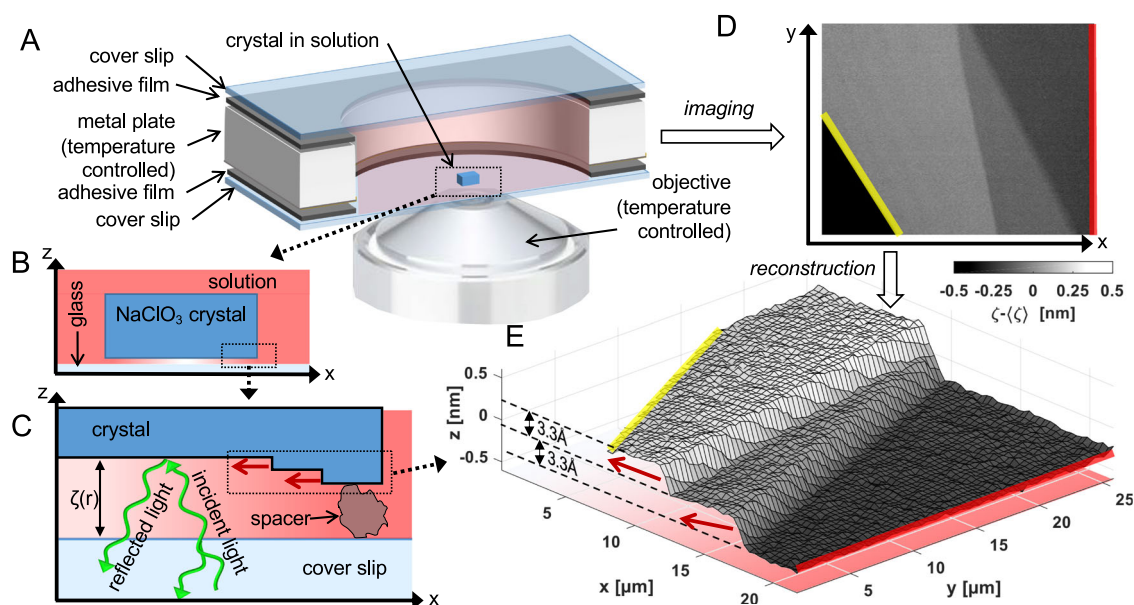 A
crystal in solution
cover slip
adhesive film
metal plate
(temperature
controlled)
adhesive film
cover slip
objective
(temperature
controlled)
imaging
D
y
x
reconstruction
-0.5 -0.25 0 0.25 0.5
ζ-⟨ζ⟩ [nm]
B
z
solution
glass
NaClO3 crystal
x
C
z
crystal
ζ(r)
reflected light
incident light
spacer
cover slip
x
E
z [nm]
0.5
0
-0.5
3.3Å
3.3Å
5
10
15
20
x [µm]
5
10
15
20
25
y [µm]